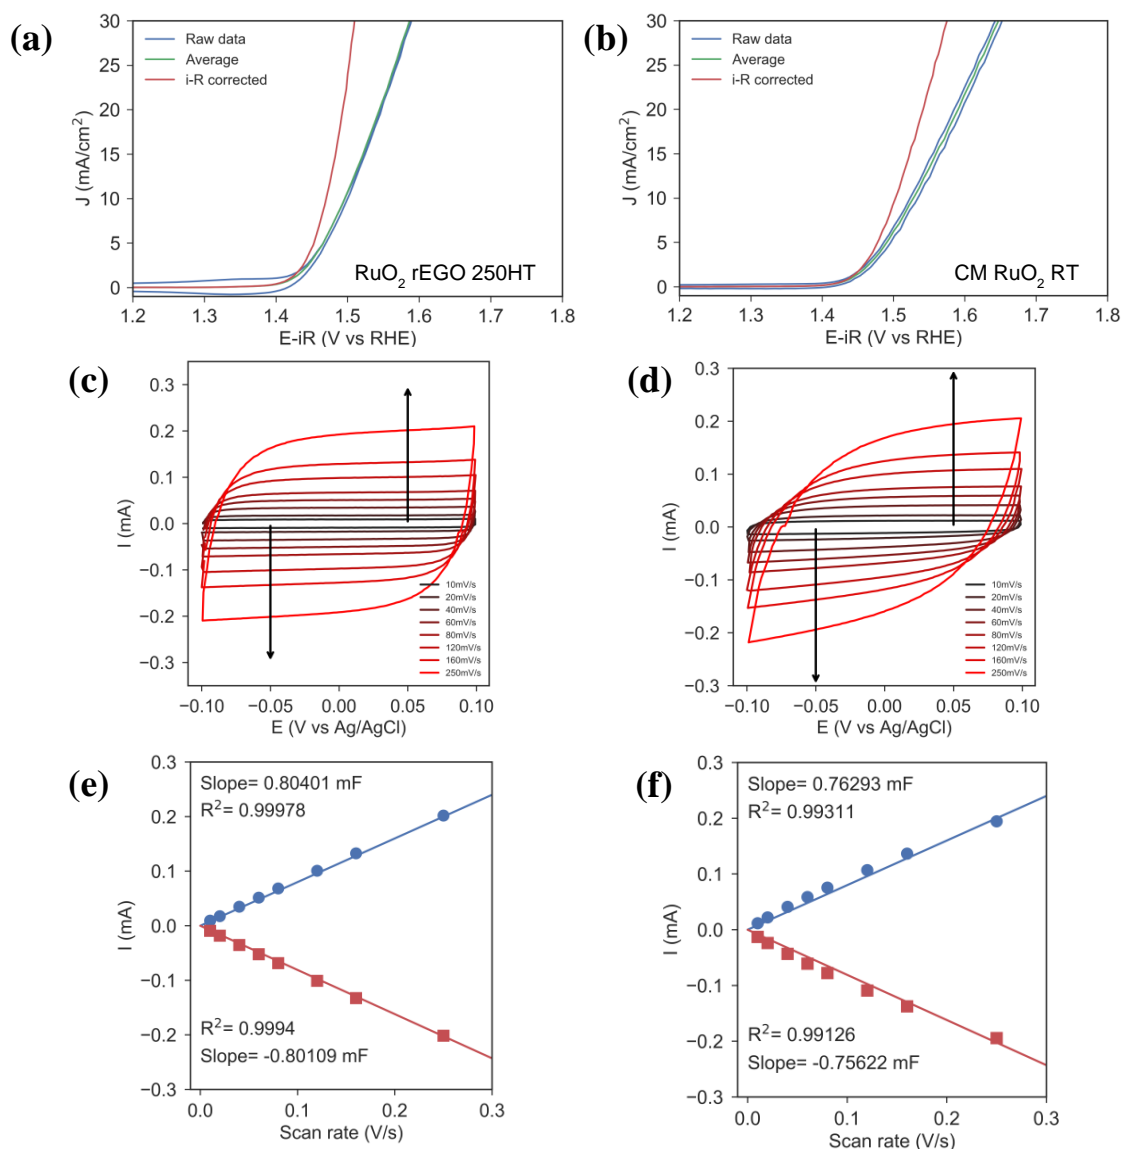 (a)
30
25
20
15
10
5
0
J (mA/cm²)
Raw data
Average
i-R corrected
RuO₂ rEGO 250HT
1.2 1.3 1.4 1.5 1.6 1.7 1.8
E-iR (V vs RHE)
(b)
30
25
20
15
10
5
0
J (mA/cm²)
Raw data
Average
i-R corrected
CM RuO₂ RT
1.2 1.3 1.4 1.5 1.6 1.7 1.8
E-iR (V vs RHE)
(c)
0.3
0.2
0.1
0.0
−0.1
−0.2
−0.3
I (mA)
10mV/s
20mV/s
40mV/s
60mV/s
80mV/s
120mV/s
160mV/s
250mV/s
−0.10 −0.05 0.00 0.05 0.10
E (V vs Ag/AgCl)
(d)
0.3
0.2
0.1
0.0
−0.1
−0.2
−0.3
I (mA)
10mV/s
20mV/s
40mV/s
60mV/s
80mV/s
120mV/s
160mV/s
250mV/s
−0.10 −0.05 0.00 0.05 0.10
E (V vs Ag/AgCl)
(e)
0.3
0.2
0.1
0.0
−0.1
−0.2
−0.3
I (mA)
Slope= 0.80401 mF
R²= 0.99978
R²= 0.9994
Slope= -0.80109 mF
0.0 0.1 0.2 0.3
Scan rate (V/s)
(f)
0.3
0.2
0.1
0.0
−0.1
−0.2
−0.3
I (mA)
Slope= 0.76293 mF
R²= 0.99311
R²= 0.99126
Slope= -0.75622 mF
0.0 0.1 0.2 0.3
Scan rate (V/s)